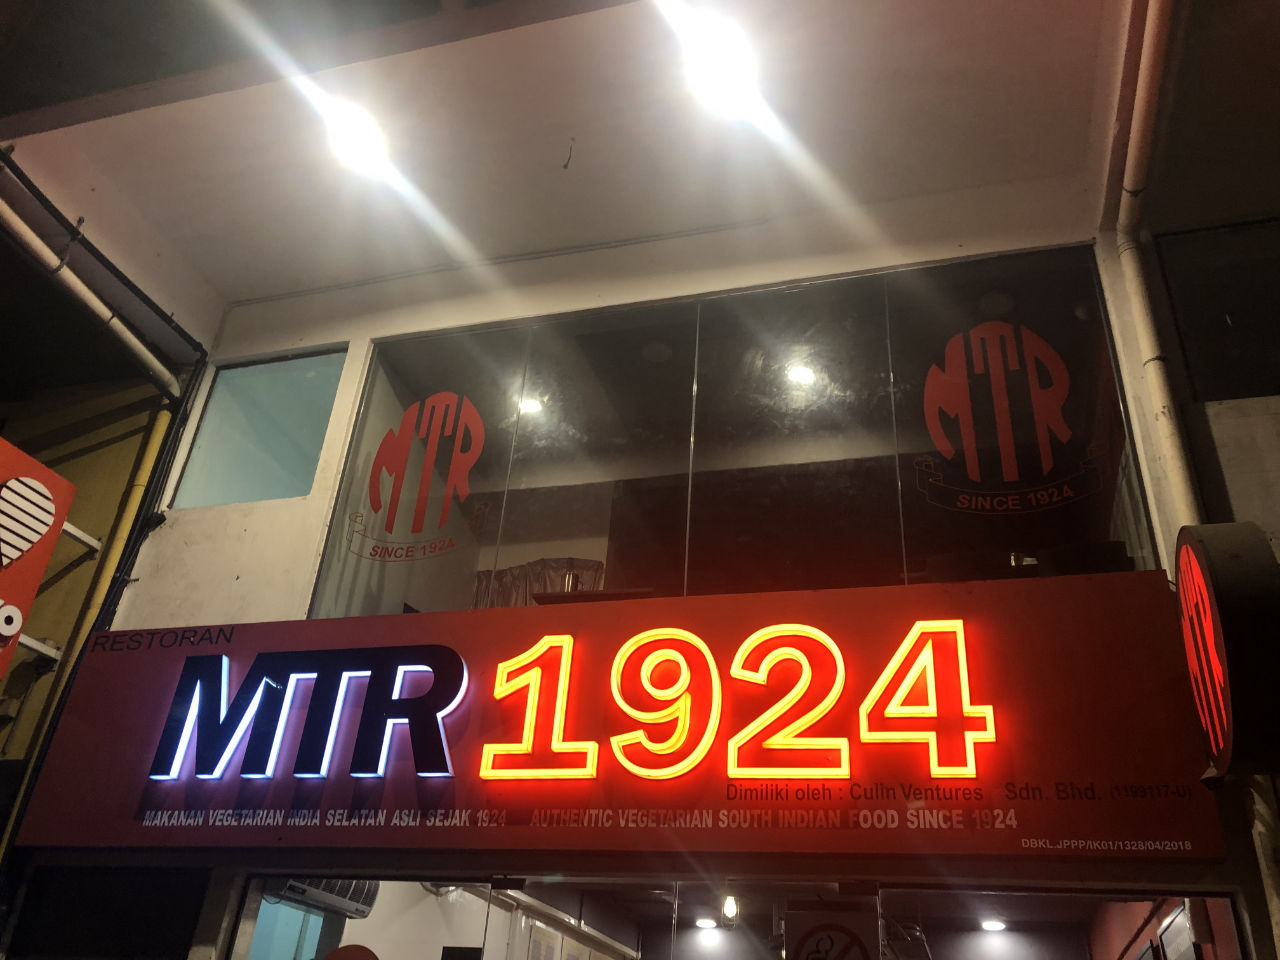 MTR
SINCE 1924
MTR
SINCE 1924
RESTORAN
MTR 1924
Dimiliki oleh : Culin Ventures Sdn. Bhd. (1199117-U)
MAKANAN VEGETARIAN INDIA SELATAN ASLI SEJAK 1924 AUTHENTIC VEGETARIAN SOUTH INDIAN FOOD SINCE 1924
DBKL.JPPP/IK01/1328/04/2018